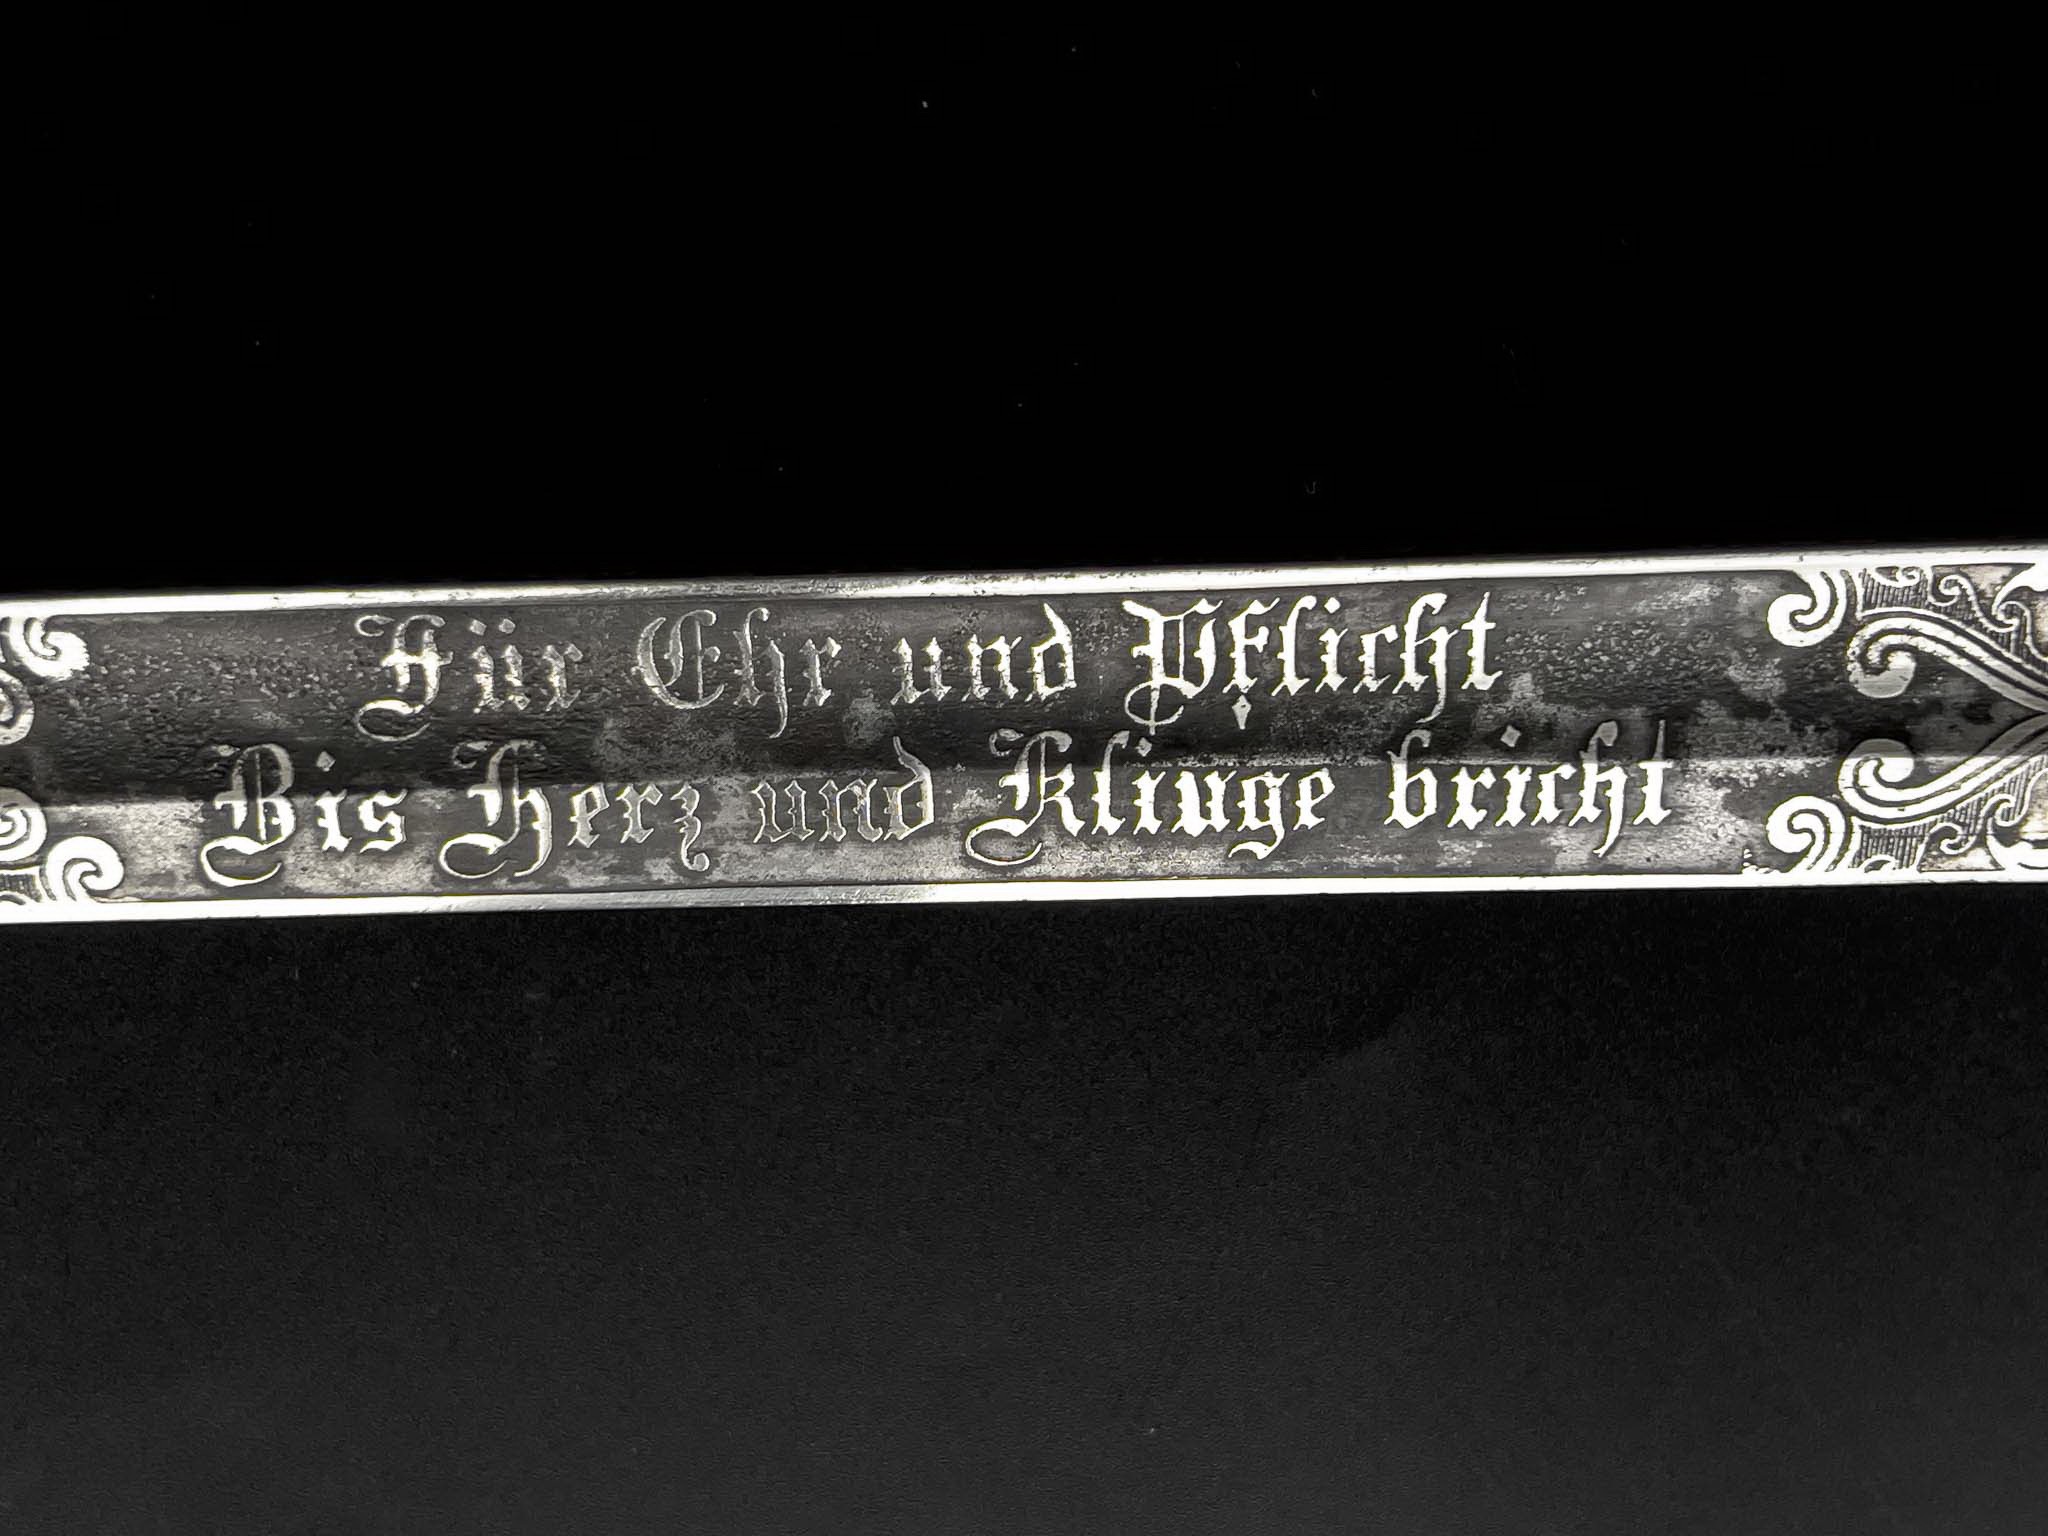 Für Ehr und Pflicht
Bis Herz und Klinge bricht